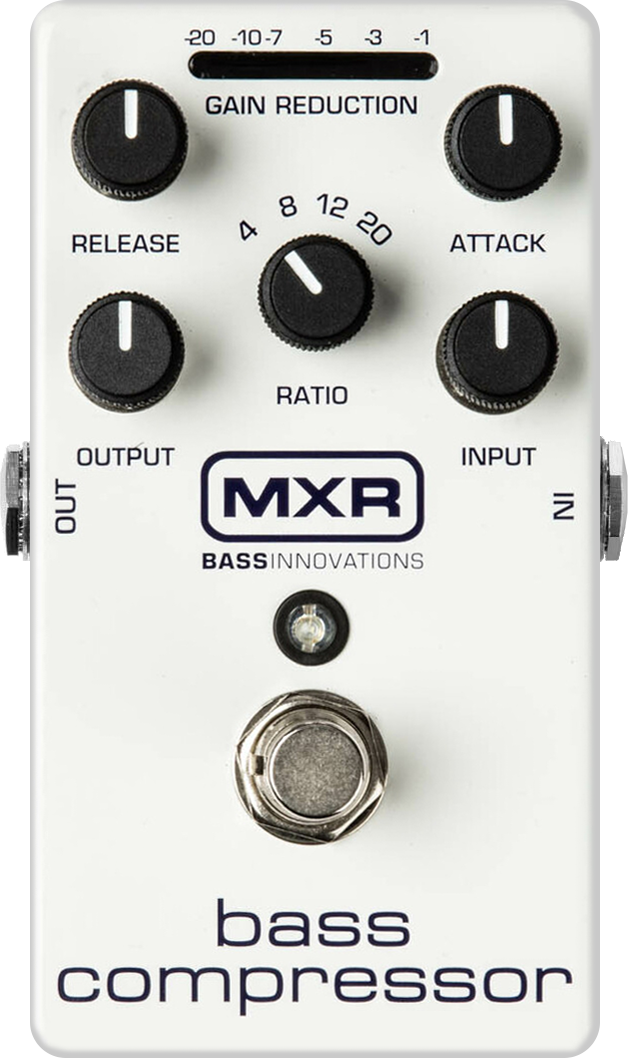 -20 -10 -7 -5 -3 -1
GAIN REDUCTION
RELEASE
ATTACK
4 8 12 20
RATIO
OUTPUT
INPUT
OUT
IN
MXR
BASSINNOVATIONS
bass
compressor